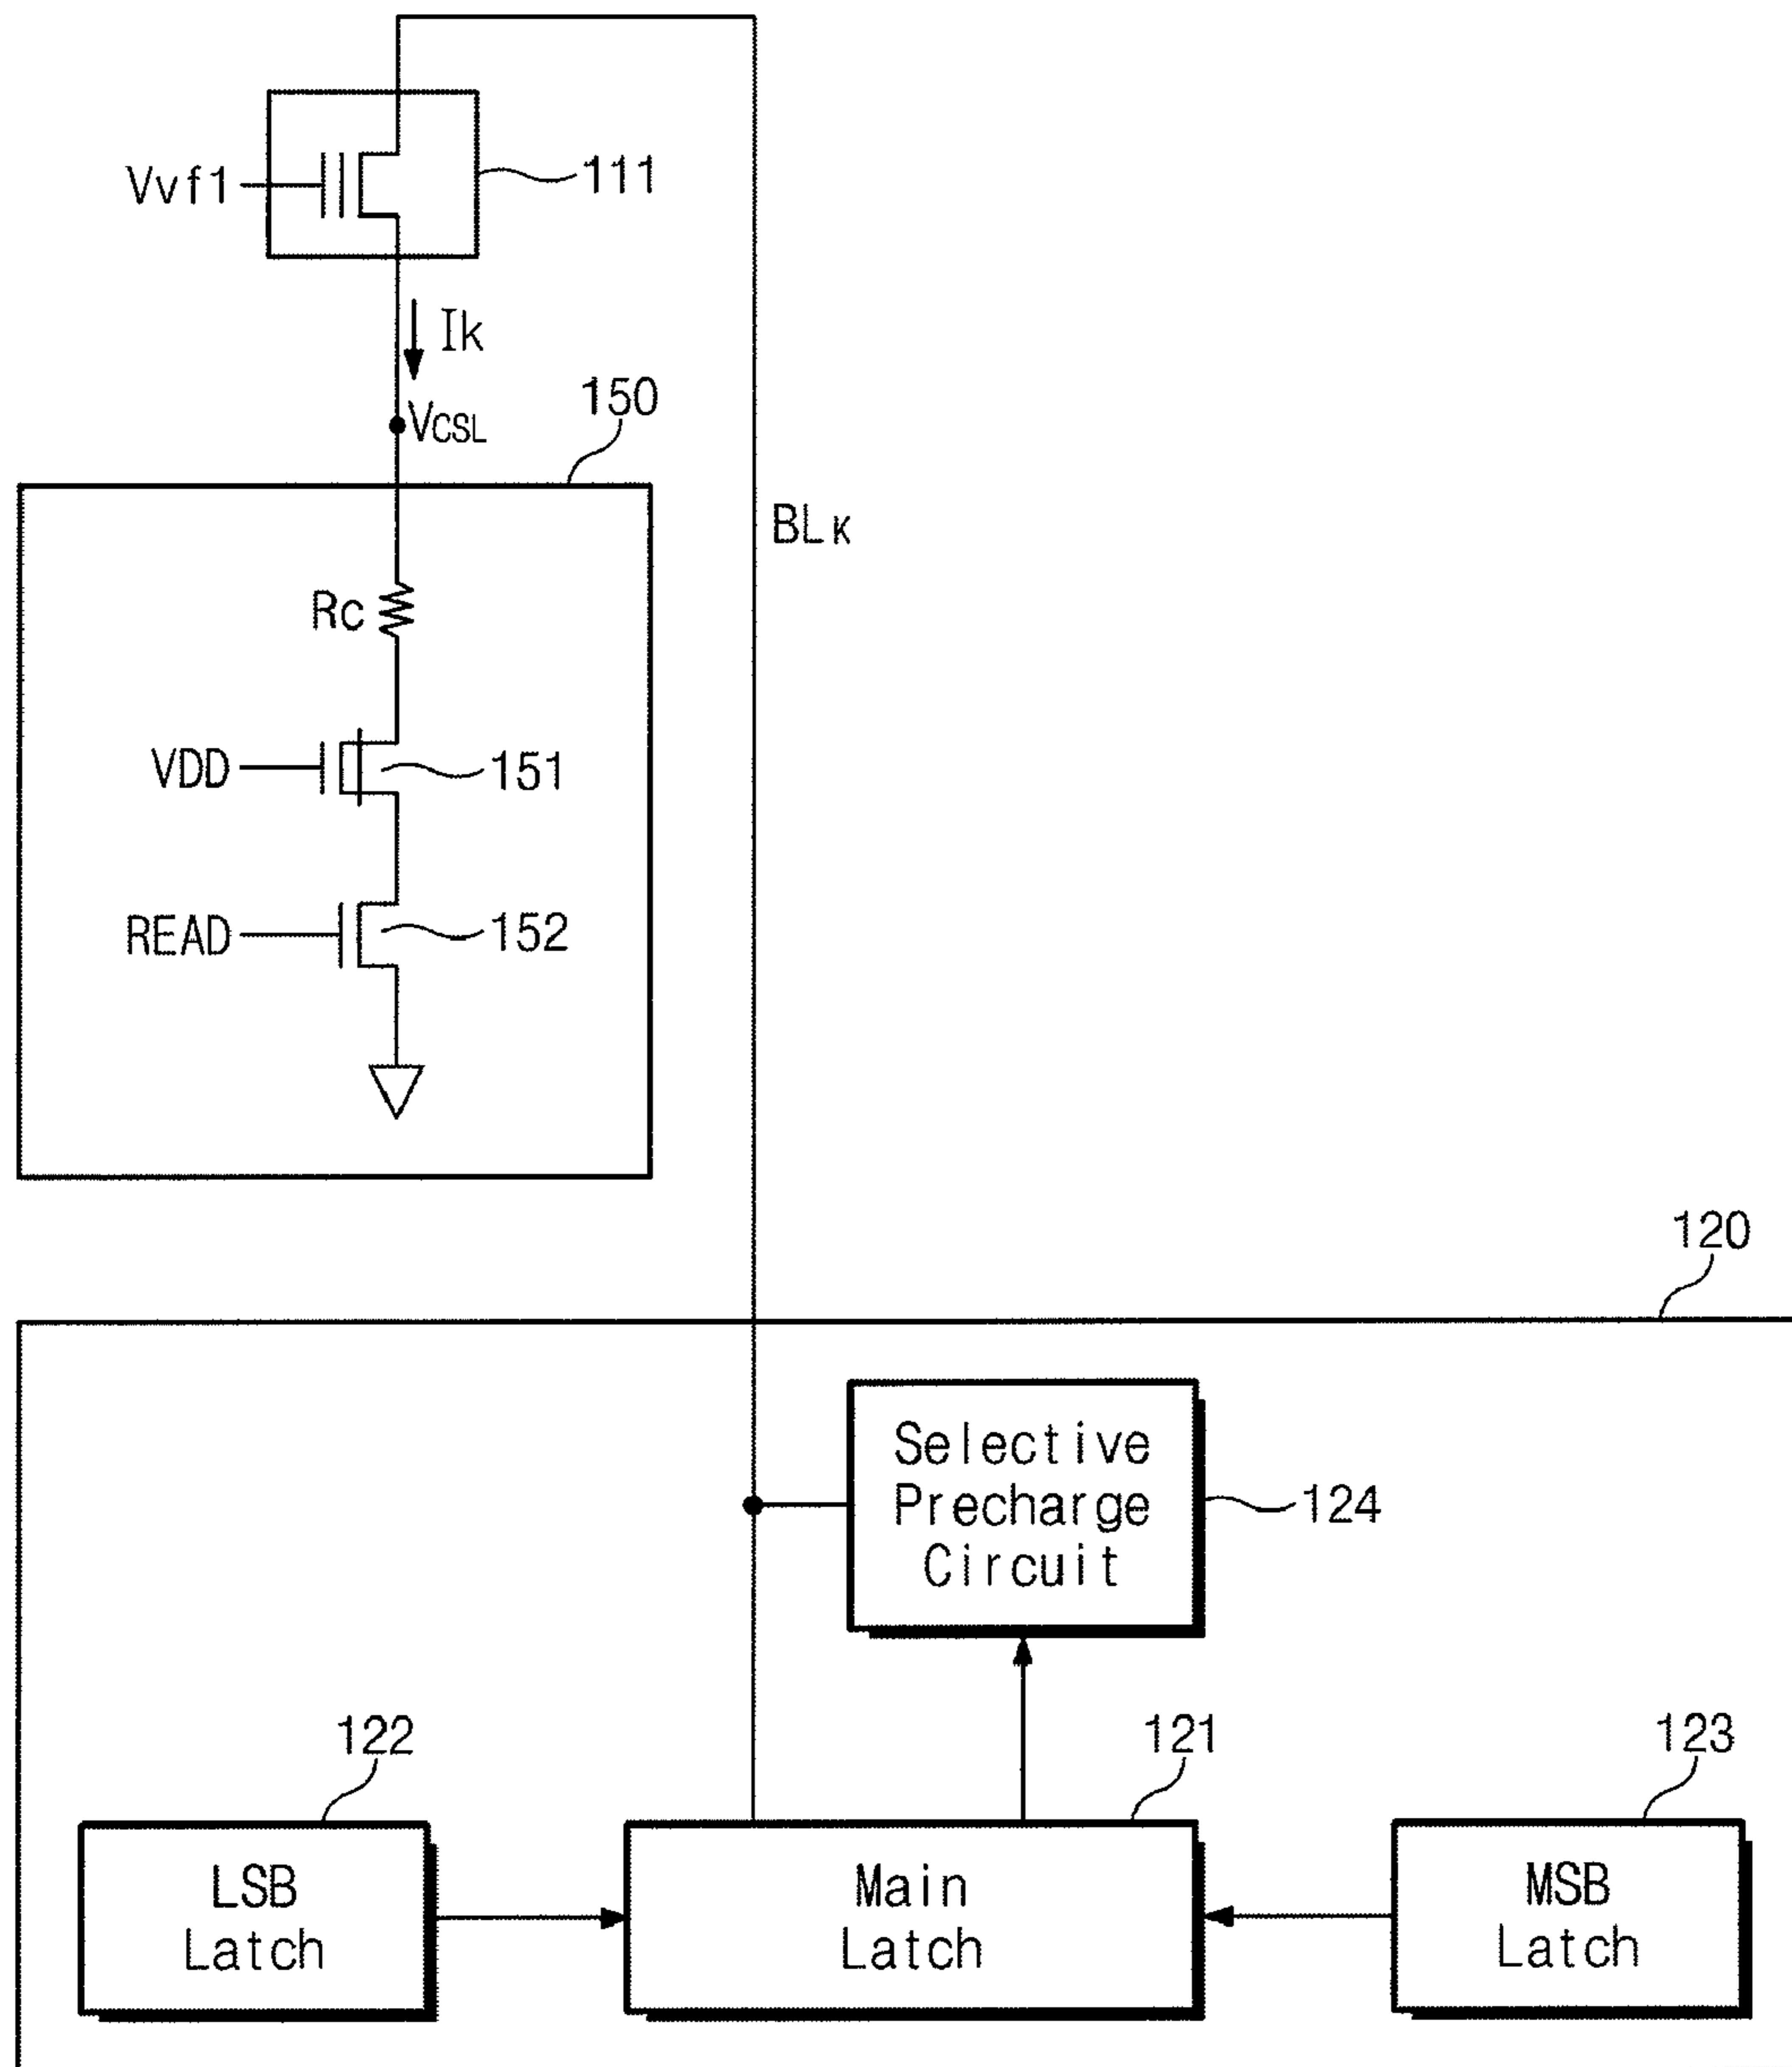 Vvf1
111
Ik
VCSL
150
BLK
RC
VDD
151
READ
152
120
Selective
Precharge
Circuit
124
122
121
123
LSB
Latch
Main
Latch
MSB
Latch